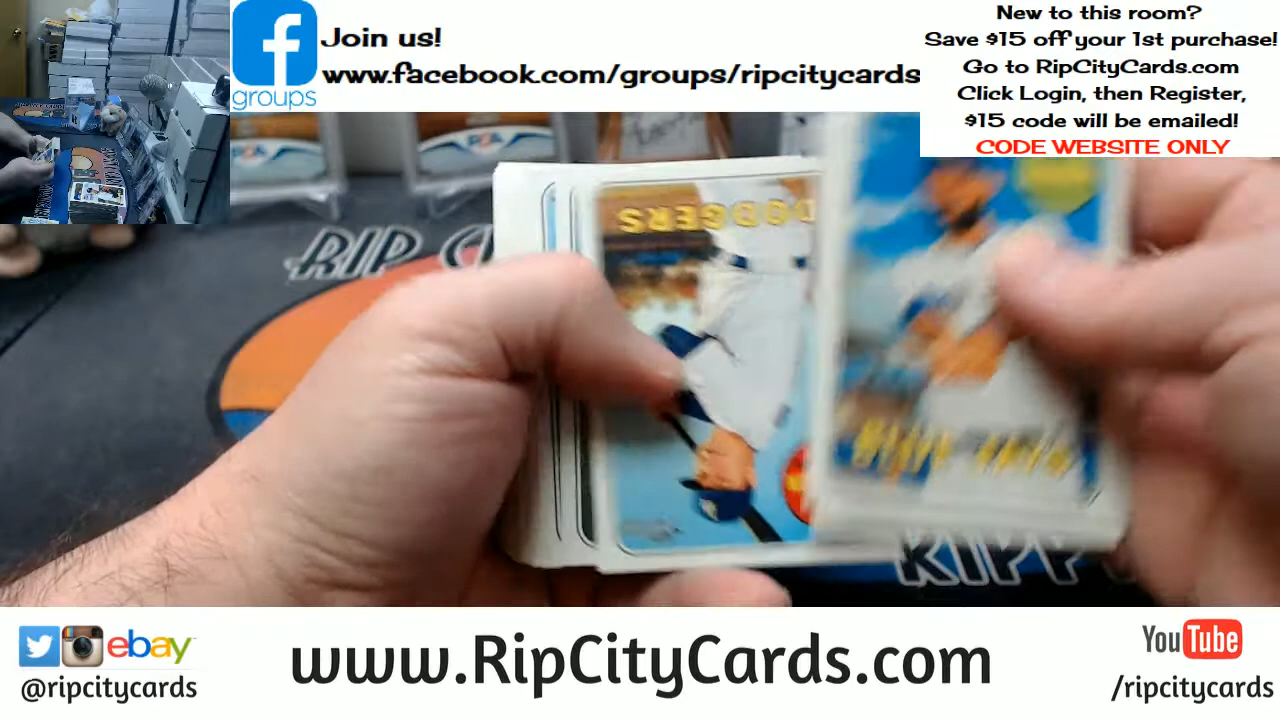 Join us!
www.facebook.com/groups/ripcitycards
groups
New to this room?
Save $15 off your 1st purchase!
Go to RipCityCards.com
Click Login, then Register,
$15 code will be emailed!
CODE WEBSITE ONLY
RIP
DODGERS
ebay
@ripcitycards
www.RipCityCards.com
YouTube
/ripcitycards